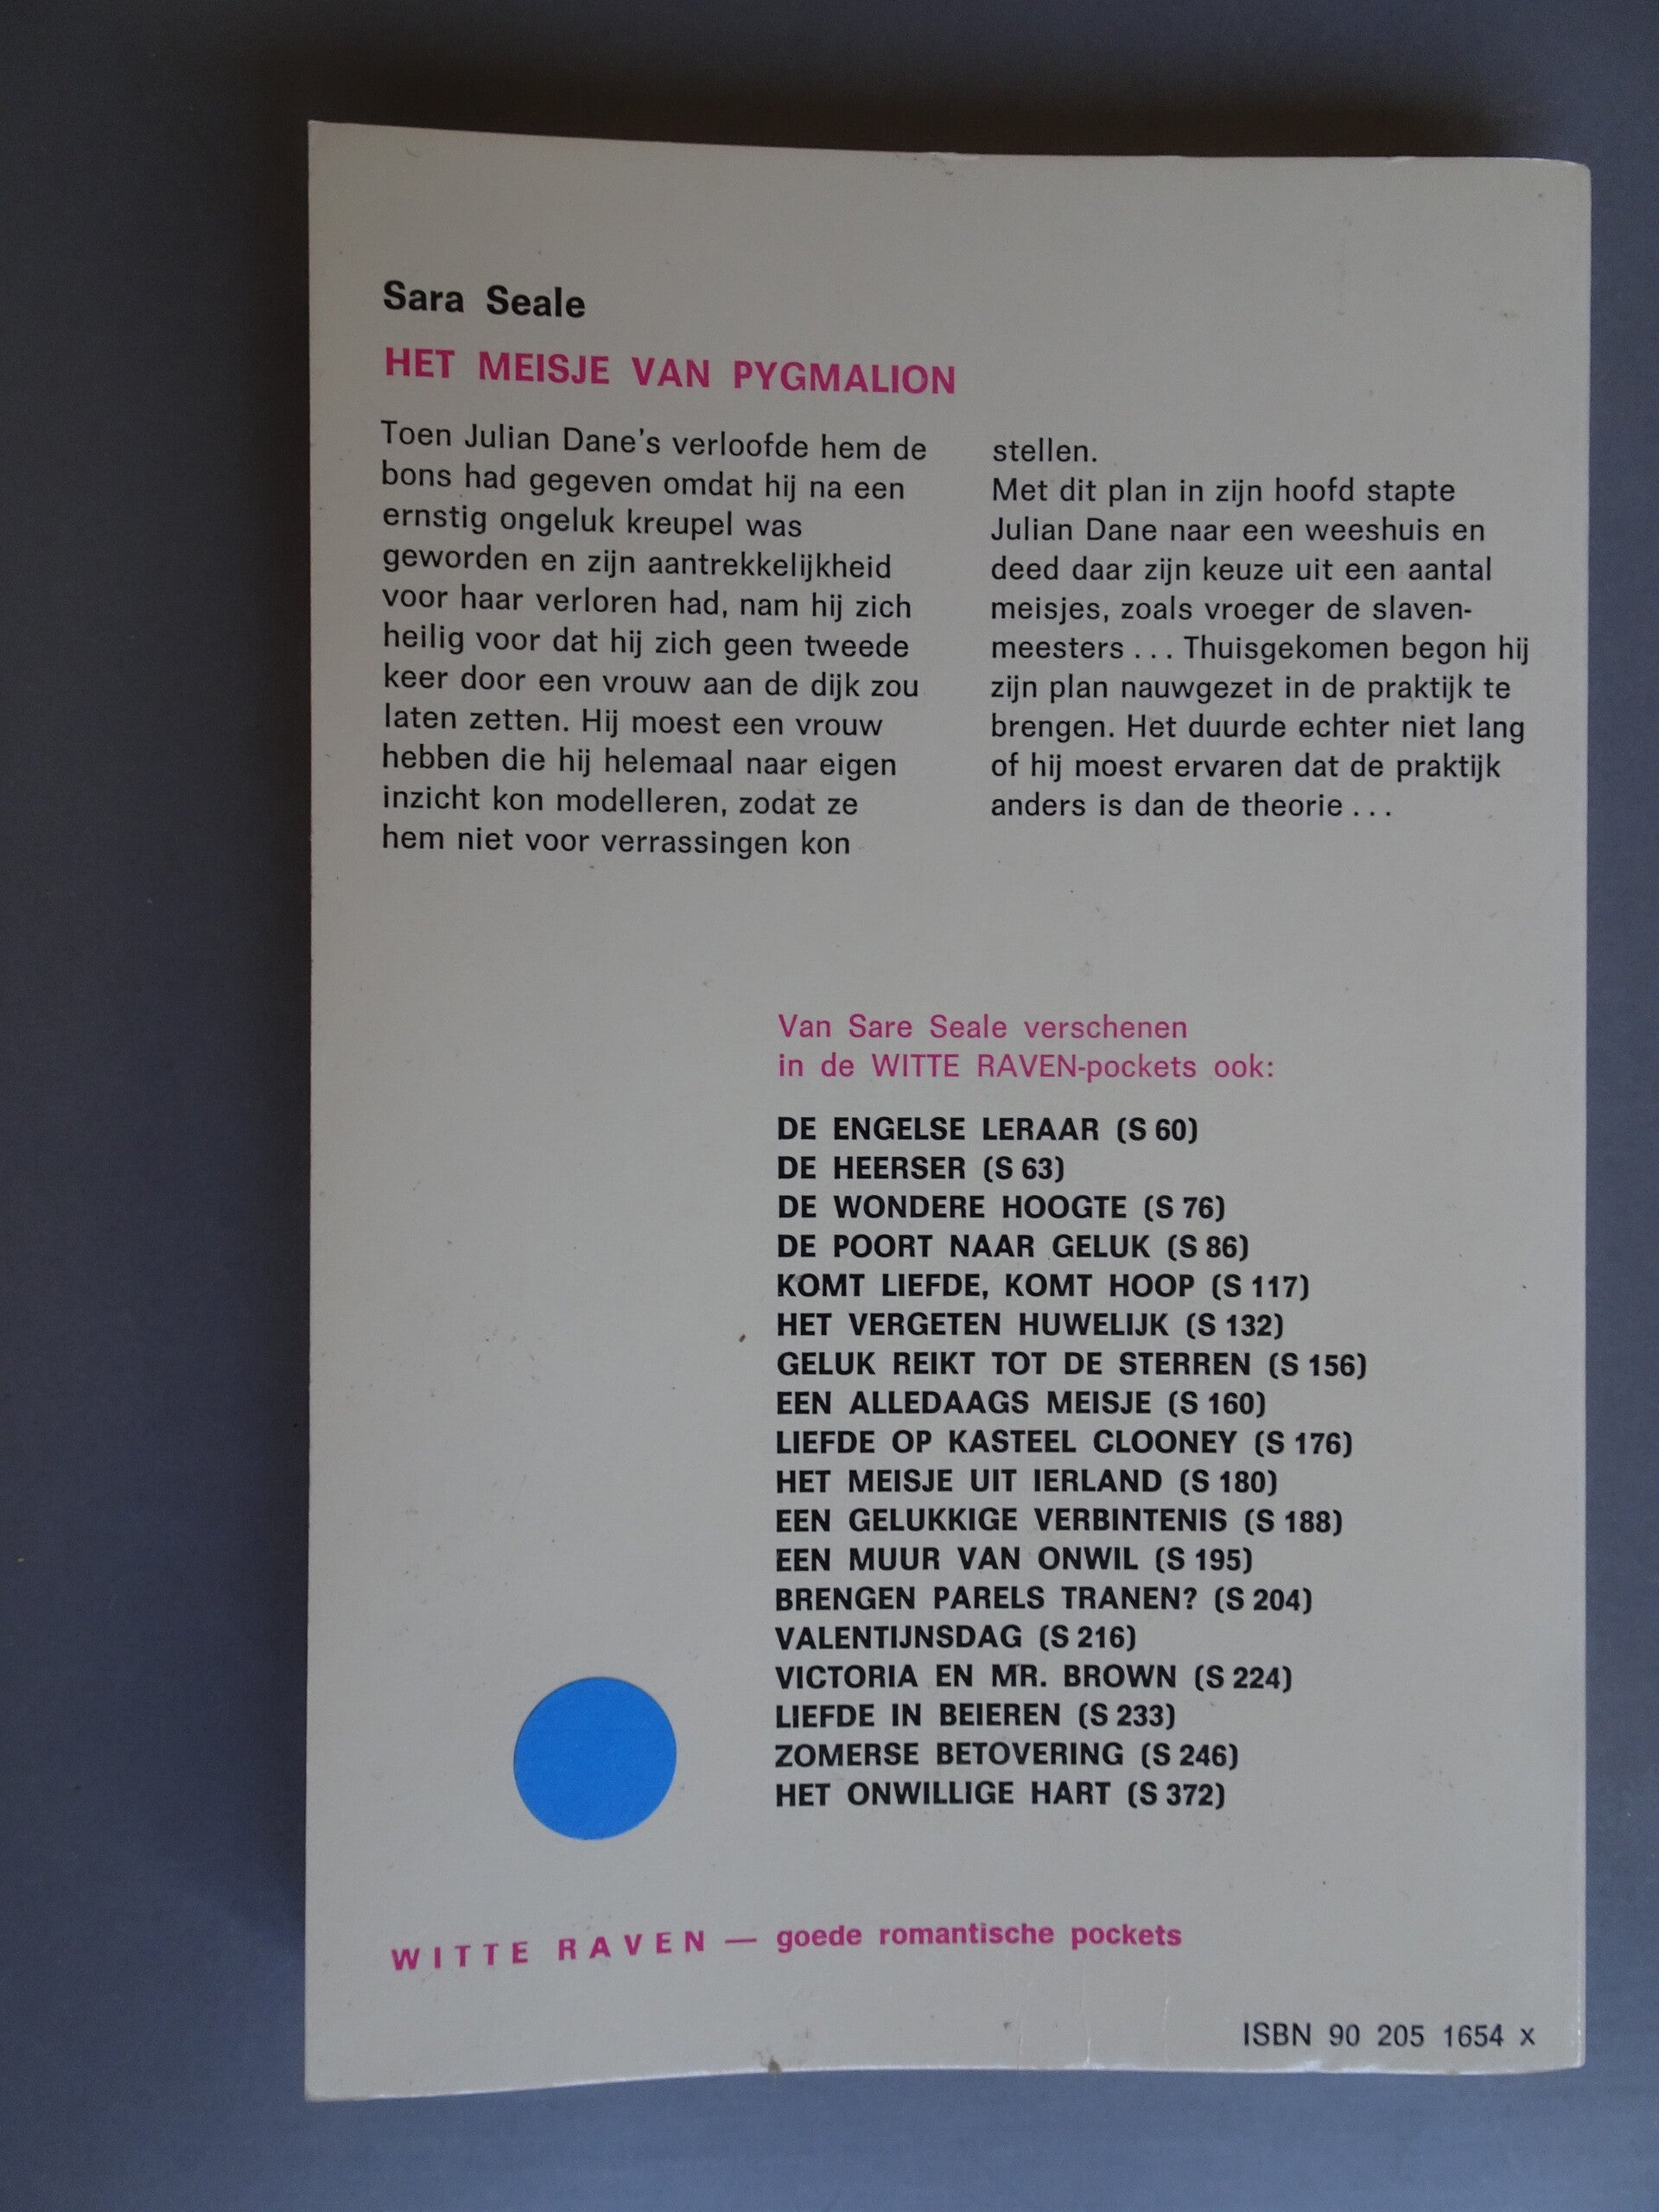 Sara Seale
HET MEISJE VAN PYGMALION
Toen Julian Dane's verloofde hem de
bons had gegeven omdat hij na een
ernstig ongeluk kreupel was
geworden en zijn aantrekkelijkheid
voor haar verloren had, nam hij zich
heilig voor dat hij zich geen tweede
keer door een vrouw aan de dijk zou
laten zetten. Hij moest een vrouw
hebben die hij helemaal naar eigen
inzicht kon modelleren, zodat ze
hem niet voor verrassingen kon
stellen.
Met dit plan in zijn hoofd stapte
Julian Dane naar een weeshuis en
deed daar zijn keuze uit een aantal
meisjes, zoals vroeger de slaven-
meesters ... Thuisgekomen begon hij
zijn plan nauwgezet in de praktijk te
brengen. Het duurde echter niet lang
of hij moest ervaren dat de praktijk
anders is dan de theorie ...
Van Sare Seale verschenen
in de WITTE RAVEN-pockets ook:
DE ENGELSE LERAAR (S 60)
DE HEERSER (S 63)
DE WONDERE HOOGTE (S 76)
DE POORT NAAR GELUK (S 86)
KOMT LIEFDE, KOMT HOOP (S 117)
HET VERGETEN HUWELIJK (S 132)
GELUK REIKT TOT DE STERREN (S 156)
EEN ALLEDAAGS MEISJE (S 160)
LIEFDE OP KASTEEL CLOONEY (S 176)
HET MEISJE UIT IERLAND (S 180)
EEN GELUKKIGE VERBINTENIS (S 188)
EEN MUUR VAN ONWIL (S 195)
BRENGEN PARELS TRANEN? (S 204)
VALENTIJNSDAG (S 216)
VICTORIA EN MR. BROWN (S 224)
LIEFDE IN BEIEREN (S 233)
ZOMERSE BETOVERING (S 246)
HET ONWILLIGE HART (S 372)
WITTE RAVEN — goede romantische pockets
ISBN 90 205 1654 x